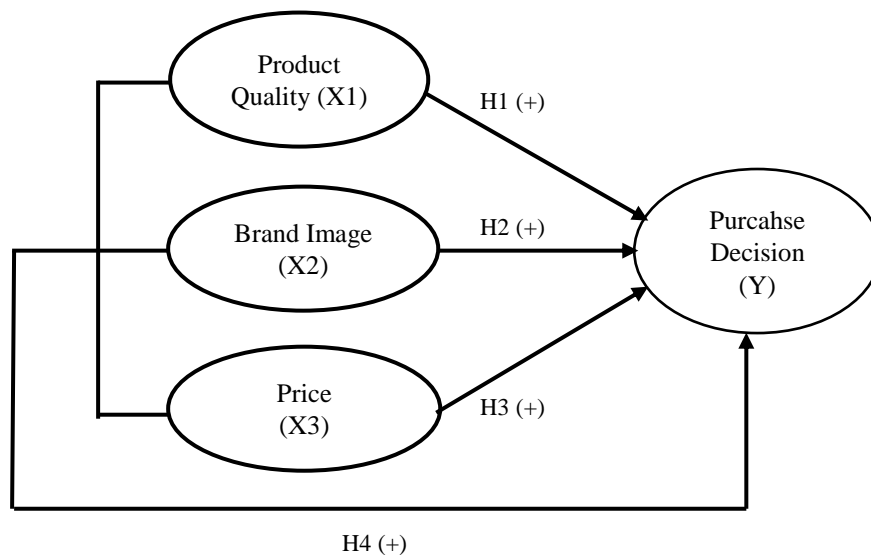 Product
Quality (X1)
H1 (+)
Brand Image
(X2)
H2 (+)
Purcahse
Decision
(Y)
Price
(X3)
H3 (+)
H4 (+)